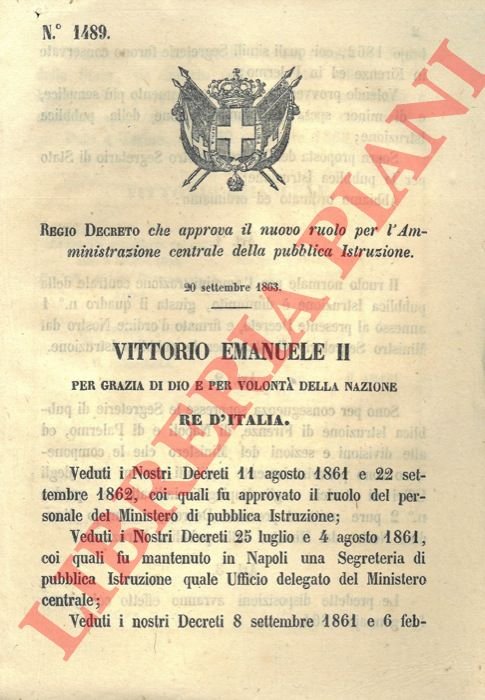 N.° 1489.
REGIO DECRETO che approva il nuovo ruolo per l'Am-
ministrazione centrale della pubblica Istruzione.
20 settembre 1863.
VITTORIO EMANUELE II
PER GRAZIA DI DIO E PER VOLONTÀ DELLA NAZIONE
RE D'ITALIA.
Veduti i Nostri Decreti 11 agosto 1861 e 22 set-
tembre 1862, coi quali fu approvato il ruolo del per-
sonale del Ministero di pubblica Istruzione;
Veduti i Nostri Decreti 25 luglio e 4 agosto 1861,
coi quali fu mantenuto in Napoli una Segreteria di
pubblica Istruzione quale Ufficio delegato del Ministero
centrale;
Veduti i nostri Decreti 8 settembre 1861 e 6 feb-
LIBRERIA PIANI